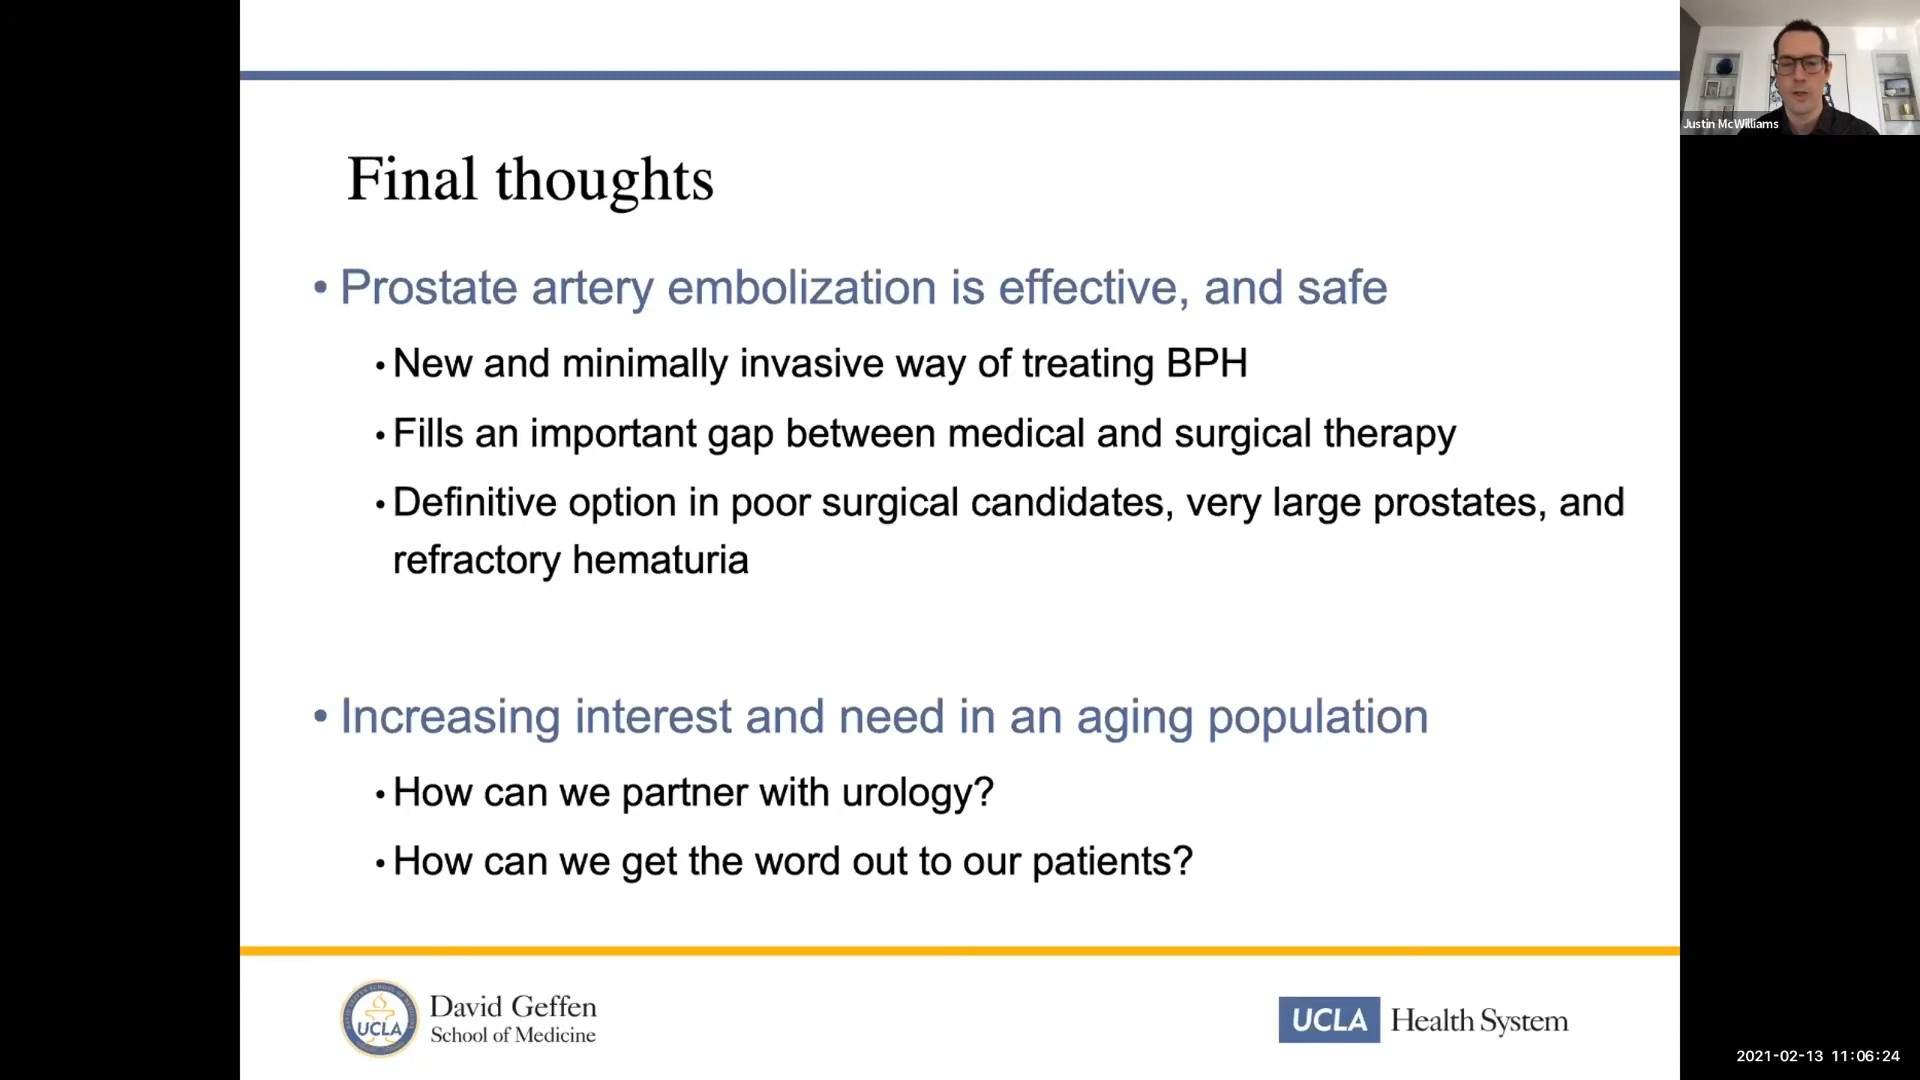 Justin McWilliams
Final thoughts
• Prostate artery embolization is effective, and safe
• New and minimally invasive way of treating BPH
• Fills an important gap between medical and surgical therapy
• Definitive option in poor surgical candidates, very large prostates, and
refractory hematuria
• Increasing interest and need in an aging population
• How can we partner with urology?
• How can we get the word out to our patients?
UCLA
David Geffen
School of Medicine
UCLA Health System
2021-02-13 11:06:24